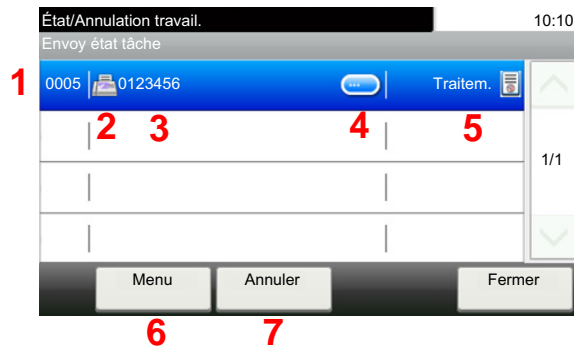 État/Annulation travail. 10:10
Envoy état tâche
1 0005 0123456 Traitem.
2 3 4 5
1/1
Menu Annuler Fermer
6 7